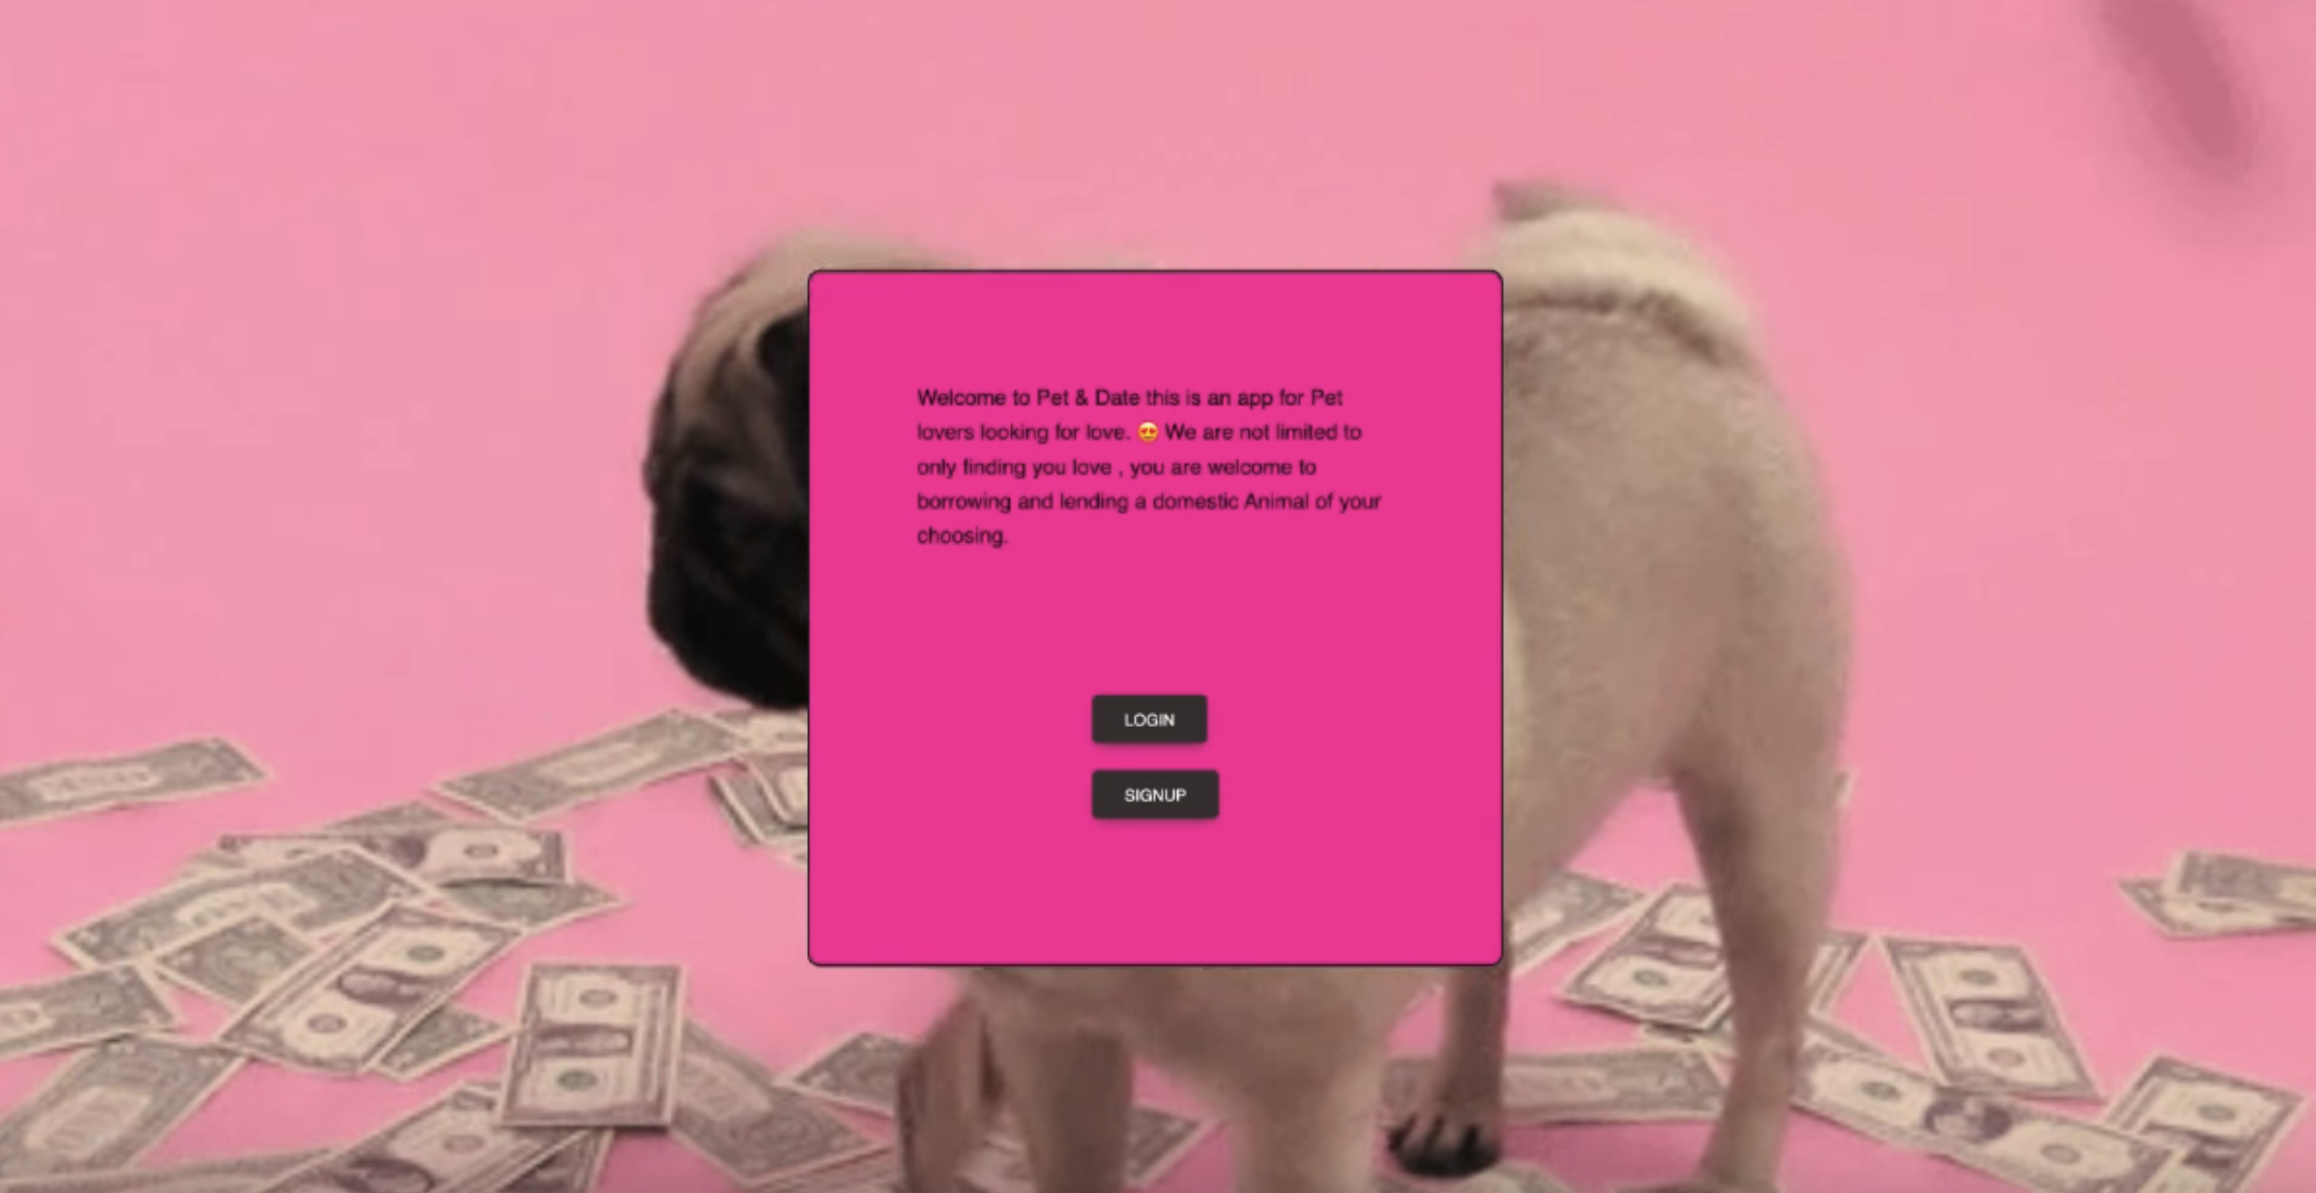 Welcome to Pet & Date this is an app for Pet
lovers looking for love. 😍 We are not limited to
only finding you love , you are welcome to
borrowing and lending a domestic Animal of your
choosing.
LOGIN
SIGNUP